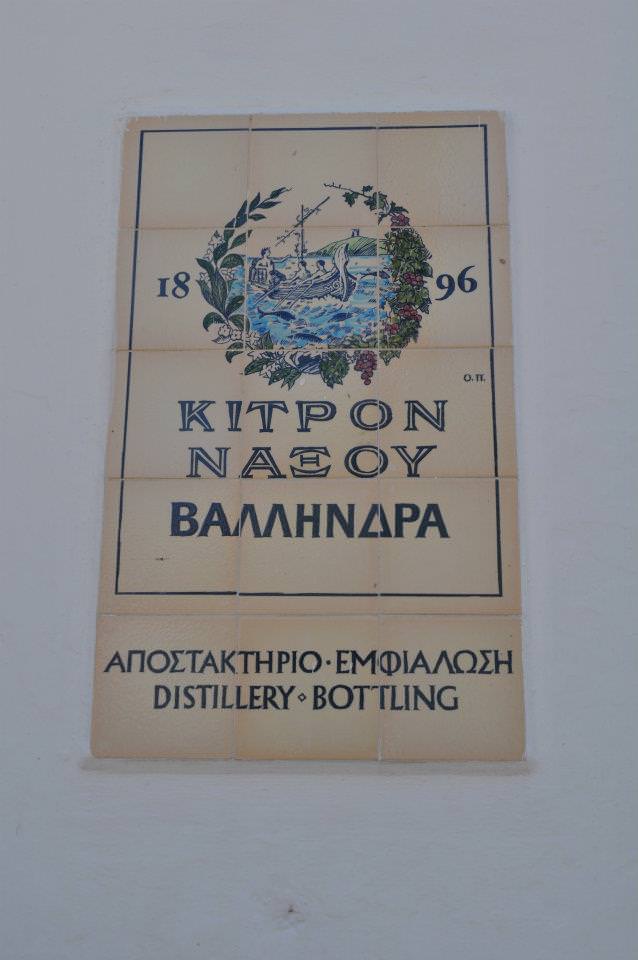 18 96
Ο.Π.
ΚΙΤΡΟΝ
ΝΑΞΟΥ
ΒΑΛΛΗΝΔΡΑ
ΑΠΟΣΤΑΚΤΗΡΙΟ · ΕΜΦΙΑΛΩΣΗ
DISTILLERY ⋄ BOTTLING